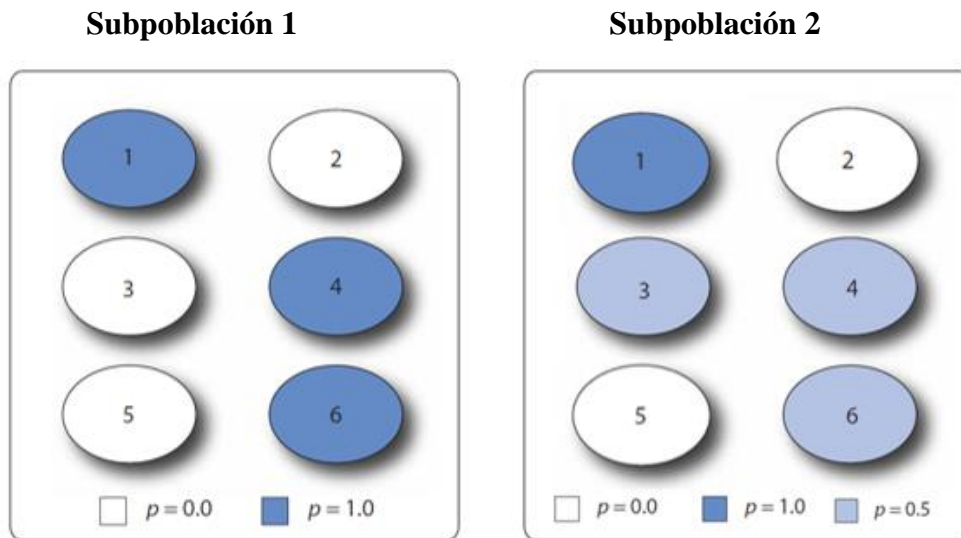 Subpoblación 1
Subpoblación 2
1 2
3 4
5 6
p = 0.0 p = 1.0
1 2
3 4
5 6
p = 0.0 p = 1.0 p = 0.5